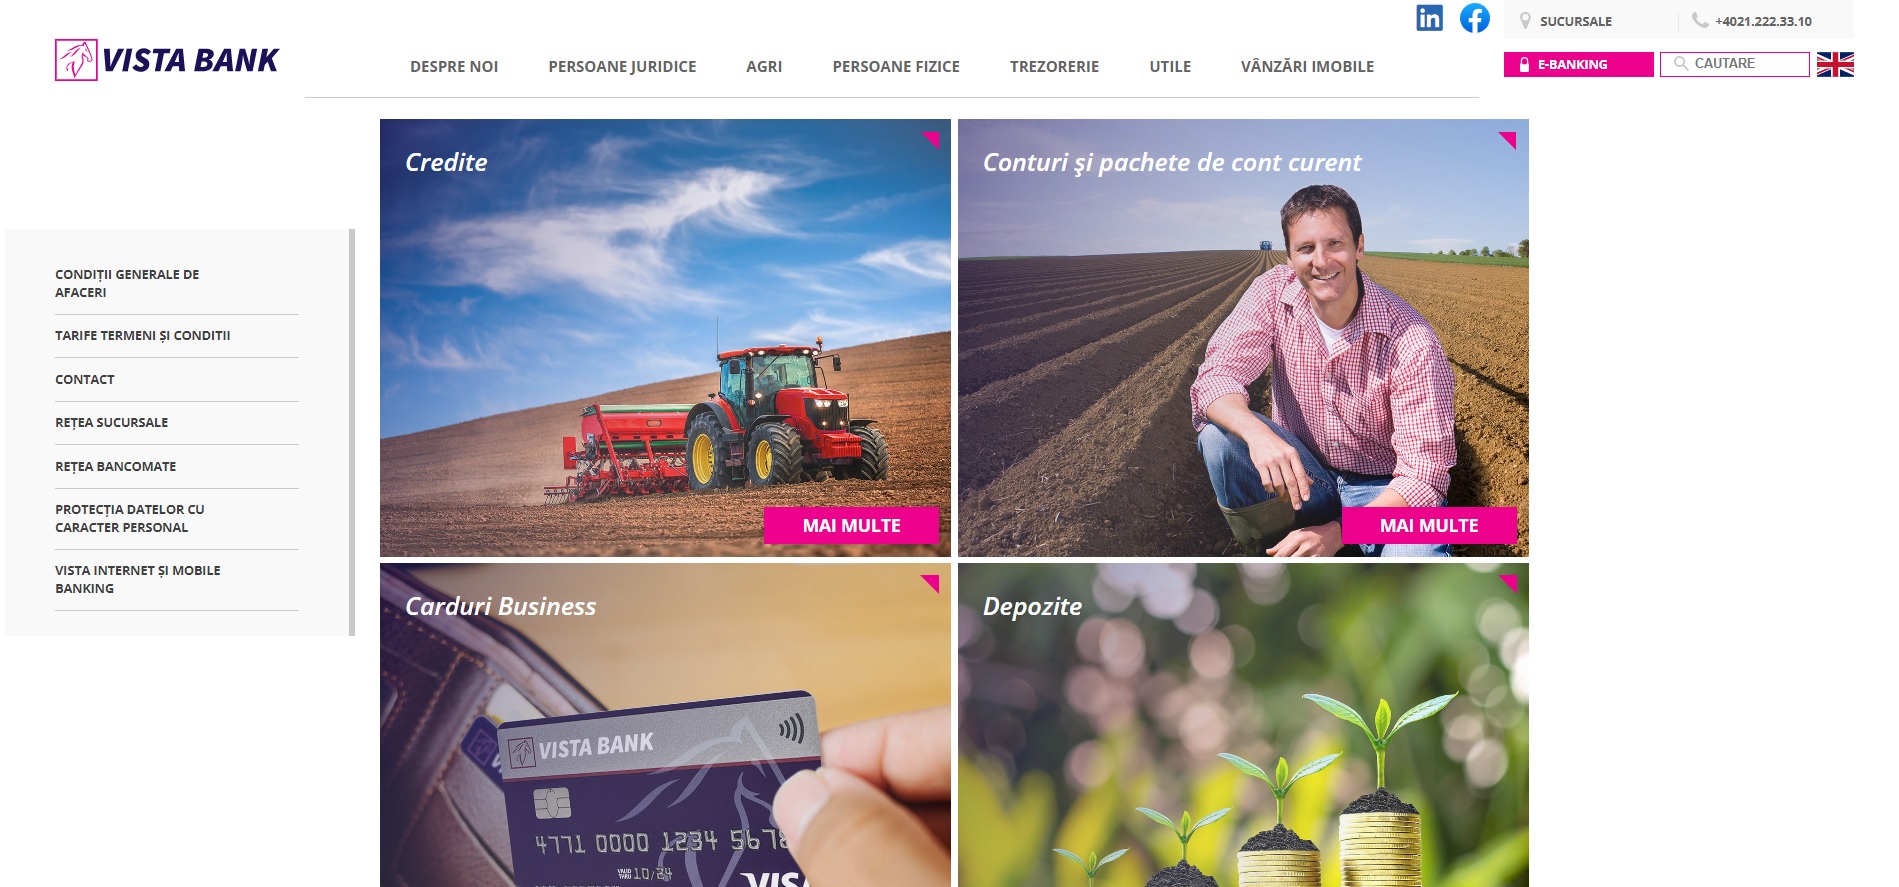 SUCURSALE
+4021.222.33.10
VISTA BANK
DESPRE NOI
PERSOANE JURIDICE
AGRI
PERSOANE FIZICE
TREZORERIE
UTILE
VÂNZĂRI IMOBILE
E-BANKING
CAUTARE
Credite
Conturi şi pachete de cont curent
CONDIȚII GENERALE DE
AFACERI
TARIFE TERMENI ȘI CONDITII
CONTACT
REȚEA SUCURSALE
REȚEA BANCOMATE
PROTECȚIA DATELOR CU
CARACTER PERSONAL
VISTA INTERNET ȘI MOBILE
BANKING
MAI MULTE
MAI MULTE
Carduri Business
Depozite
VISTA BANK
4771 0000 1234 5678
VALID
THRU 10/24